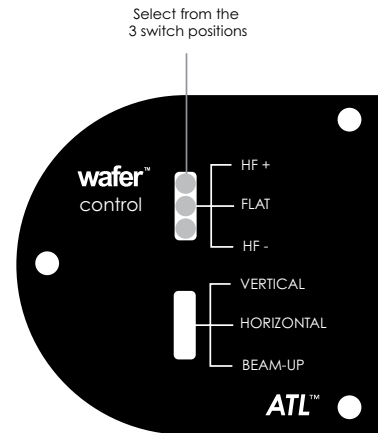 Select from the
3 switch positions
wafer™
control
HF +
FLAT
HF -
VERTICAL
HORIZONTAL
BEAM-UP
ATL™